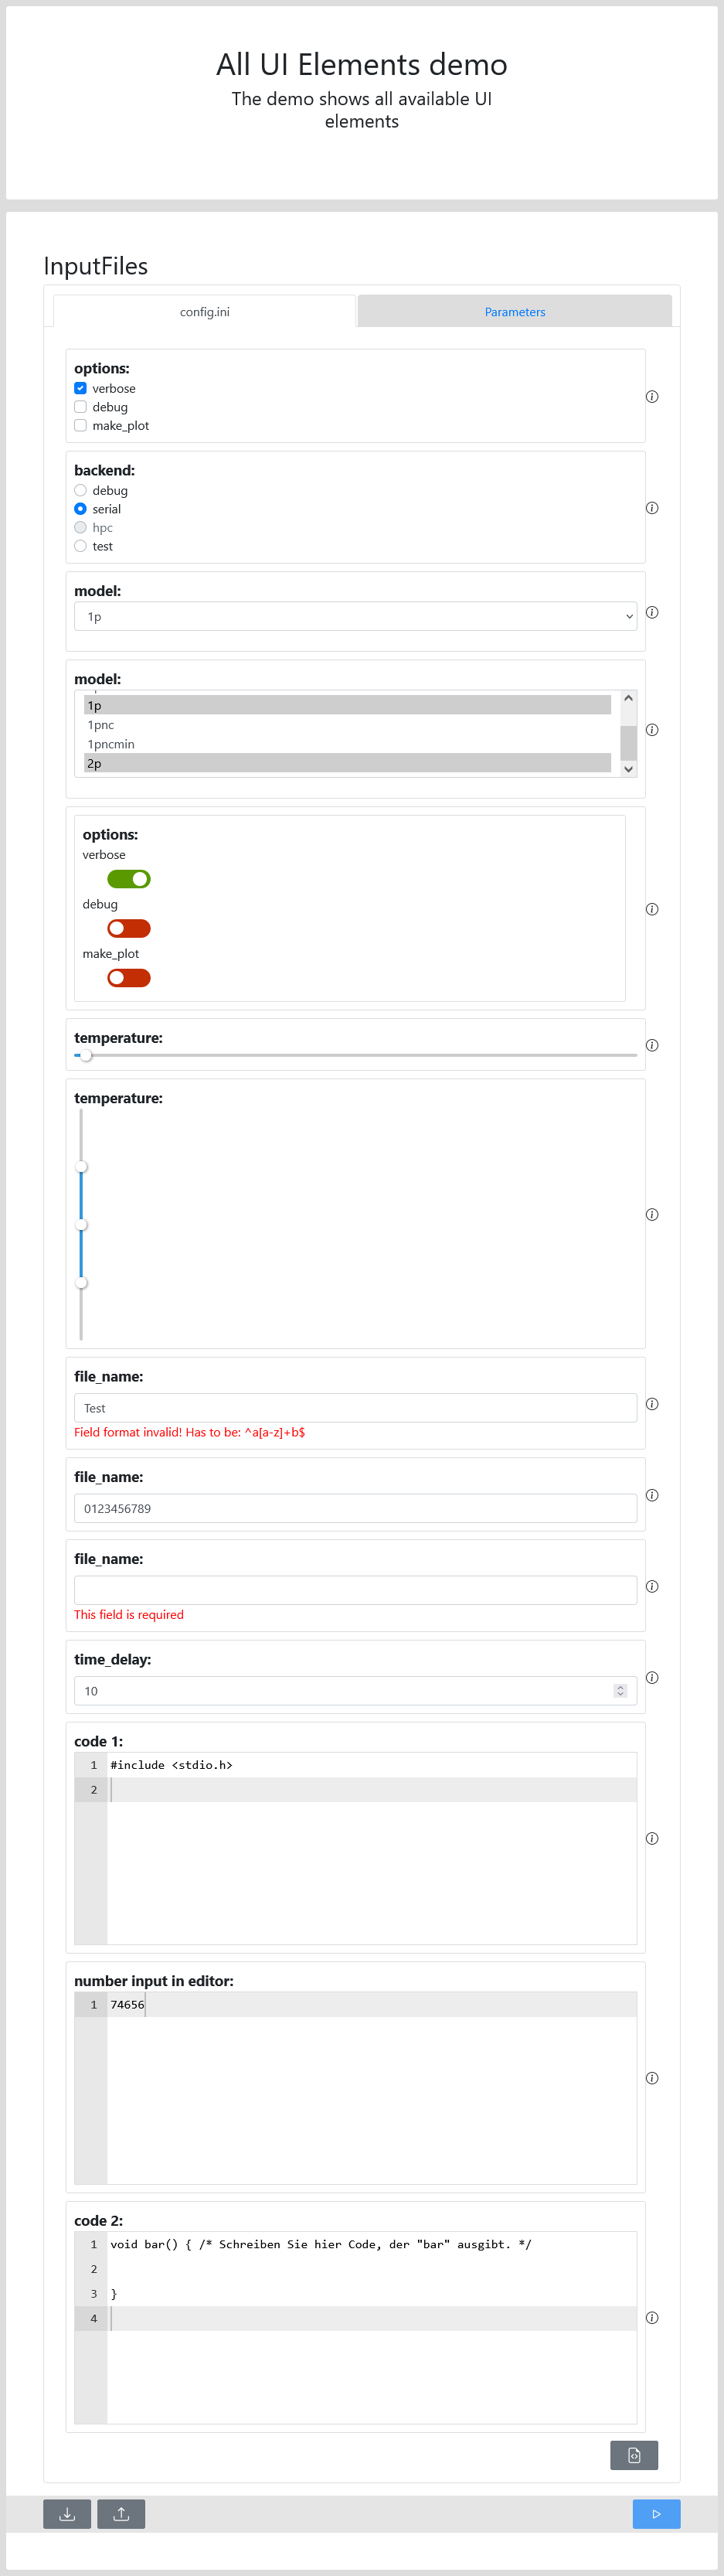 All UI Elements demo
The demo shows all available UI
elements
InputFiles
config.ini
Parameters
options:
verbose
debug
make_plot
backend:
debug
serial
hpc
test
model:
1p
model:
1p
1pnc
1pncmin
2p
options:
verbose
debug
make_plot
temperature:
temperature:
file_name:
Test
Field format invalid! Has to be: ^a[a-z]+b$
file_name:
0123456789
file_name:
This field is required
time_delay:
10
code 1:
1 #include <stdio.h>
2
number input in editor:
1 74656
code 2:
1 void bar() { /* Schreiben Sie hier Code, der "bar" ausgibt. */
2
3 }
4